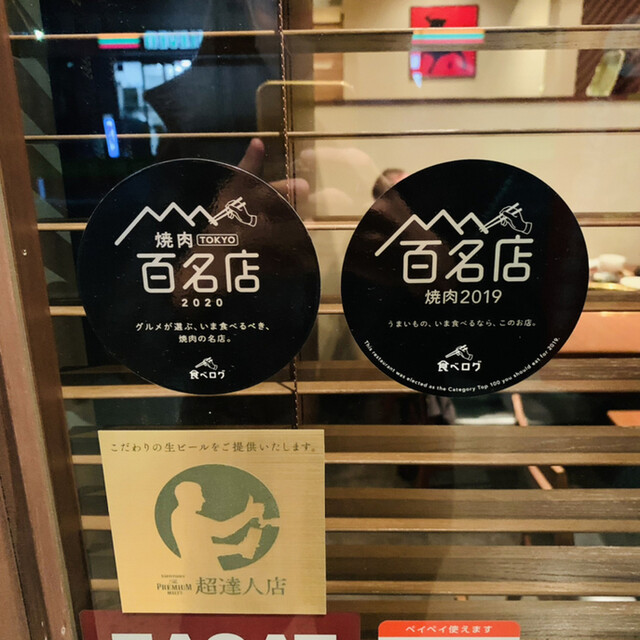 焼肉 TOKYO
百名店
2020
グルメが選ぶ、いま食べるべき、
焼肉の名店。
食べログ
百名店
焼肉2019
うまいもの、いま食べるなら、このお店。
食べログ
This restaurant was elected as the Category Top 100 you should eat for 2019.
こだわりの生ビールをご提供いたします。
THE
PREMIUM
MALT'S
超達人店
ZAGAT
ペイペイ使えます